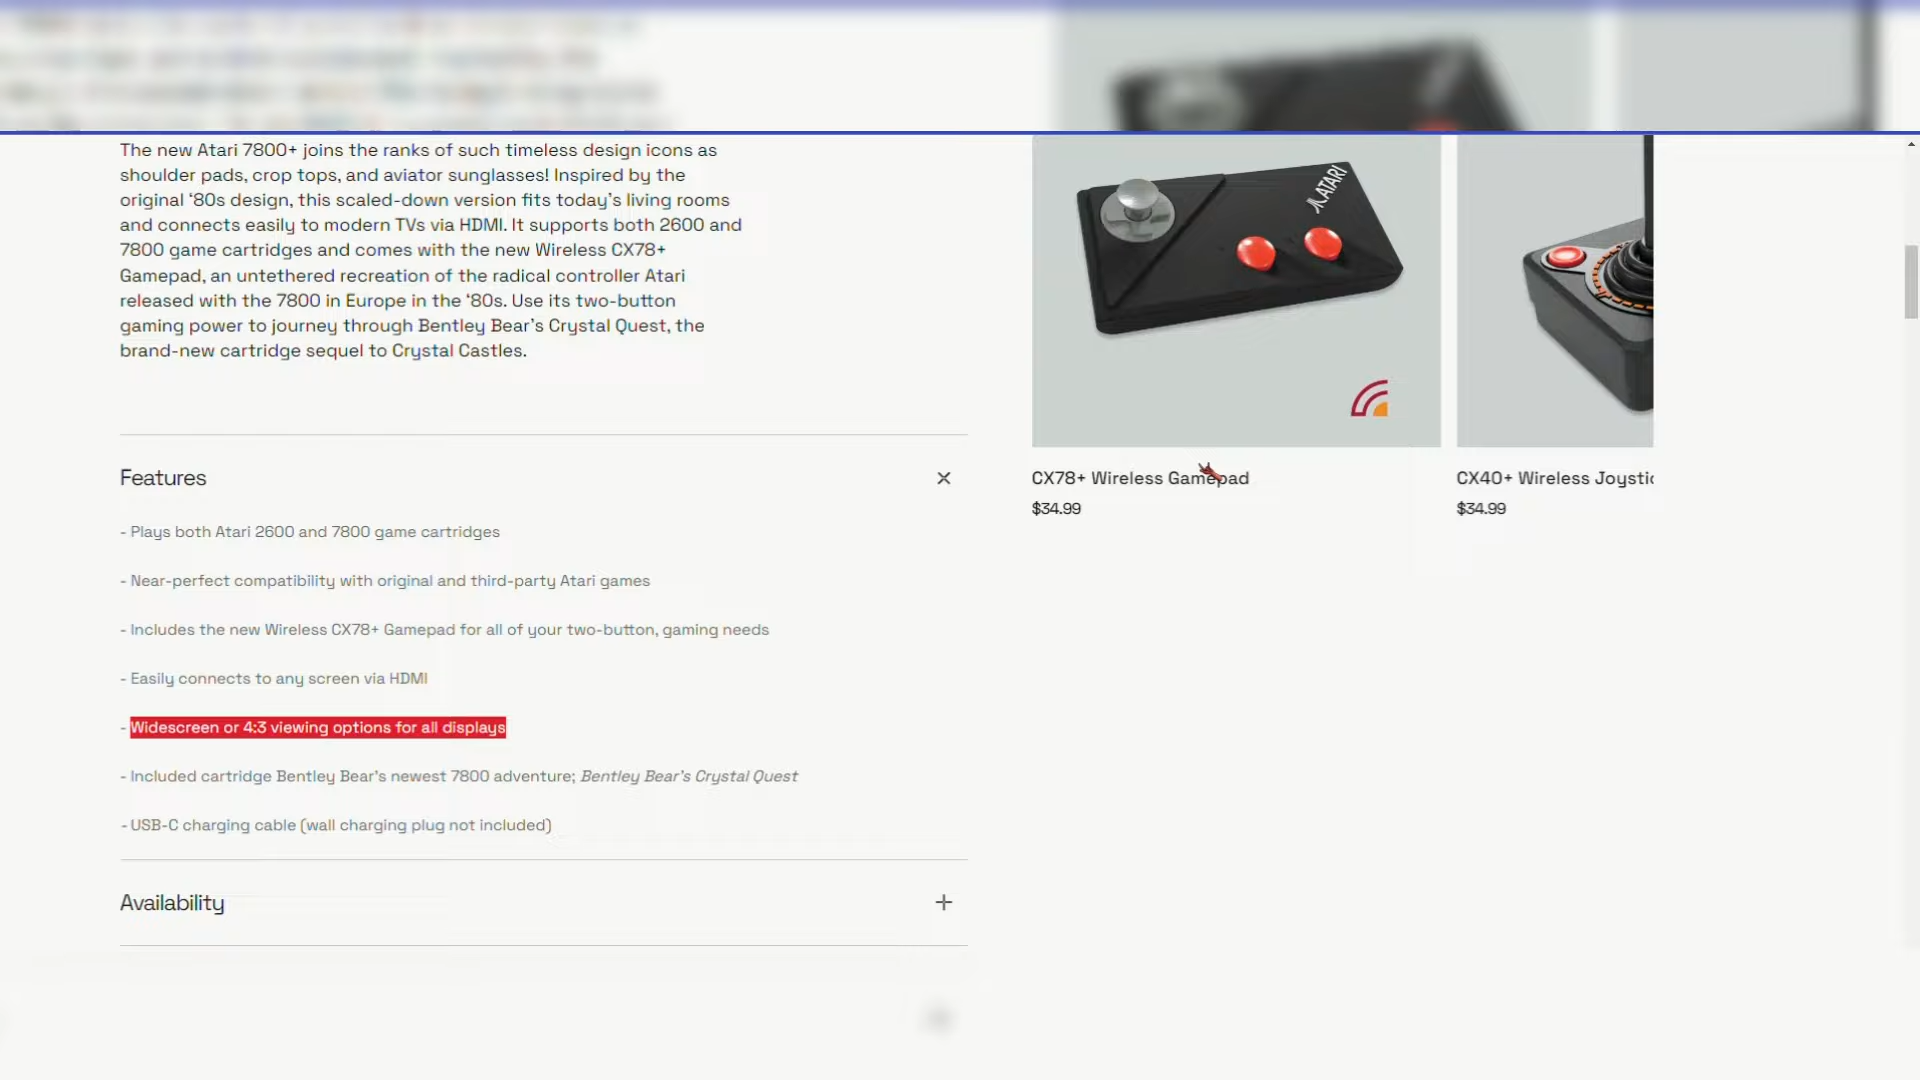 The new Atari 7800+ joins the ranks of such timeless design icons as
shoulder pads, crop tops, and aviator sunglasses! Inspired by the
original ‘80s design, this scaled-down version fits today’s living rooms
and connects easily to modern TVs via HDMI. It supports both 2600 and
7800 game cartridges and comes with the new Wireless CX78+
Gamepad, an untethered recreation of the radical controller Atari
released with the 7800 in Europe in the ‘80s. Use its two-button
gaming power to journey through Bentley Bear’s Crystal Quest, the
brand-new cartridge sequel to Crystal Castles.
Features
- Plays both Atari 2600 and 7800 game cartridges
- Near-perfect compatibility with original and third-party Atari games
- Includes the new Wireless CX78+ Gamepad for all of your two-button, gaming needs
- Easily connects to any screen via HDMI
- Widescreen or 4:3 viewing options for all displays
- Included cartridge Bentley Bear’s newest 7800 adventure; Bentley Bear’s Crystal Quest
- USB-C charging cable (wall charging plug not included)
Availability
ATARI
CX78+ Wireless Gamepad
$34.99
CX40+ Wireless Joystic
$34.99